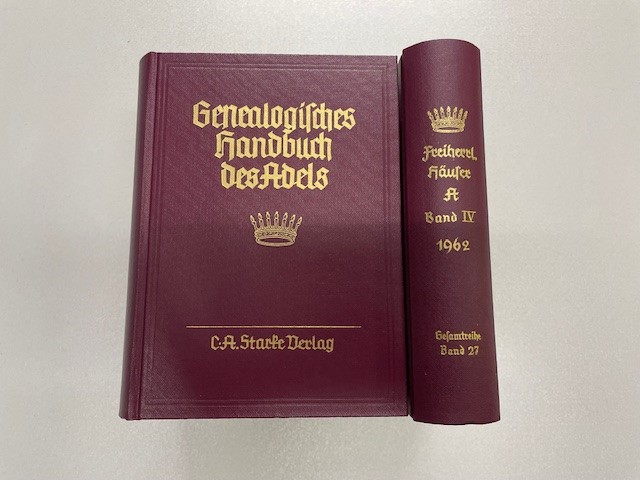 Genealogisches
Handbuch
des Adels
C.A. Starke Verlag
Freiherrl.
Häuser
A
Band IV
1962
Gesamtreihe
Band 27